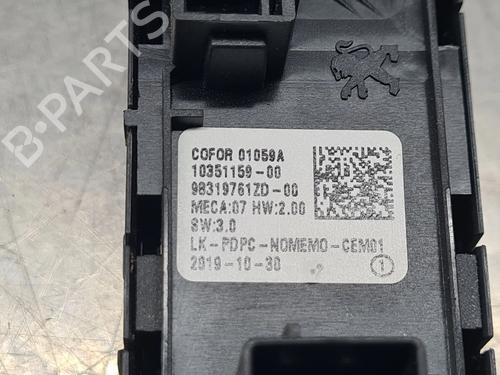 B-PARTS
COFOR 01059A
10351159-00
98319761ZD-00
MECA:07 HW:2.00
SW:3.0
LK-PDPC-NOMEMO-CEM01
2019-10-30
1